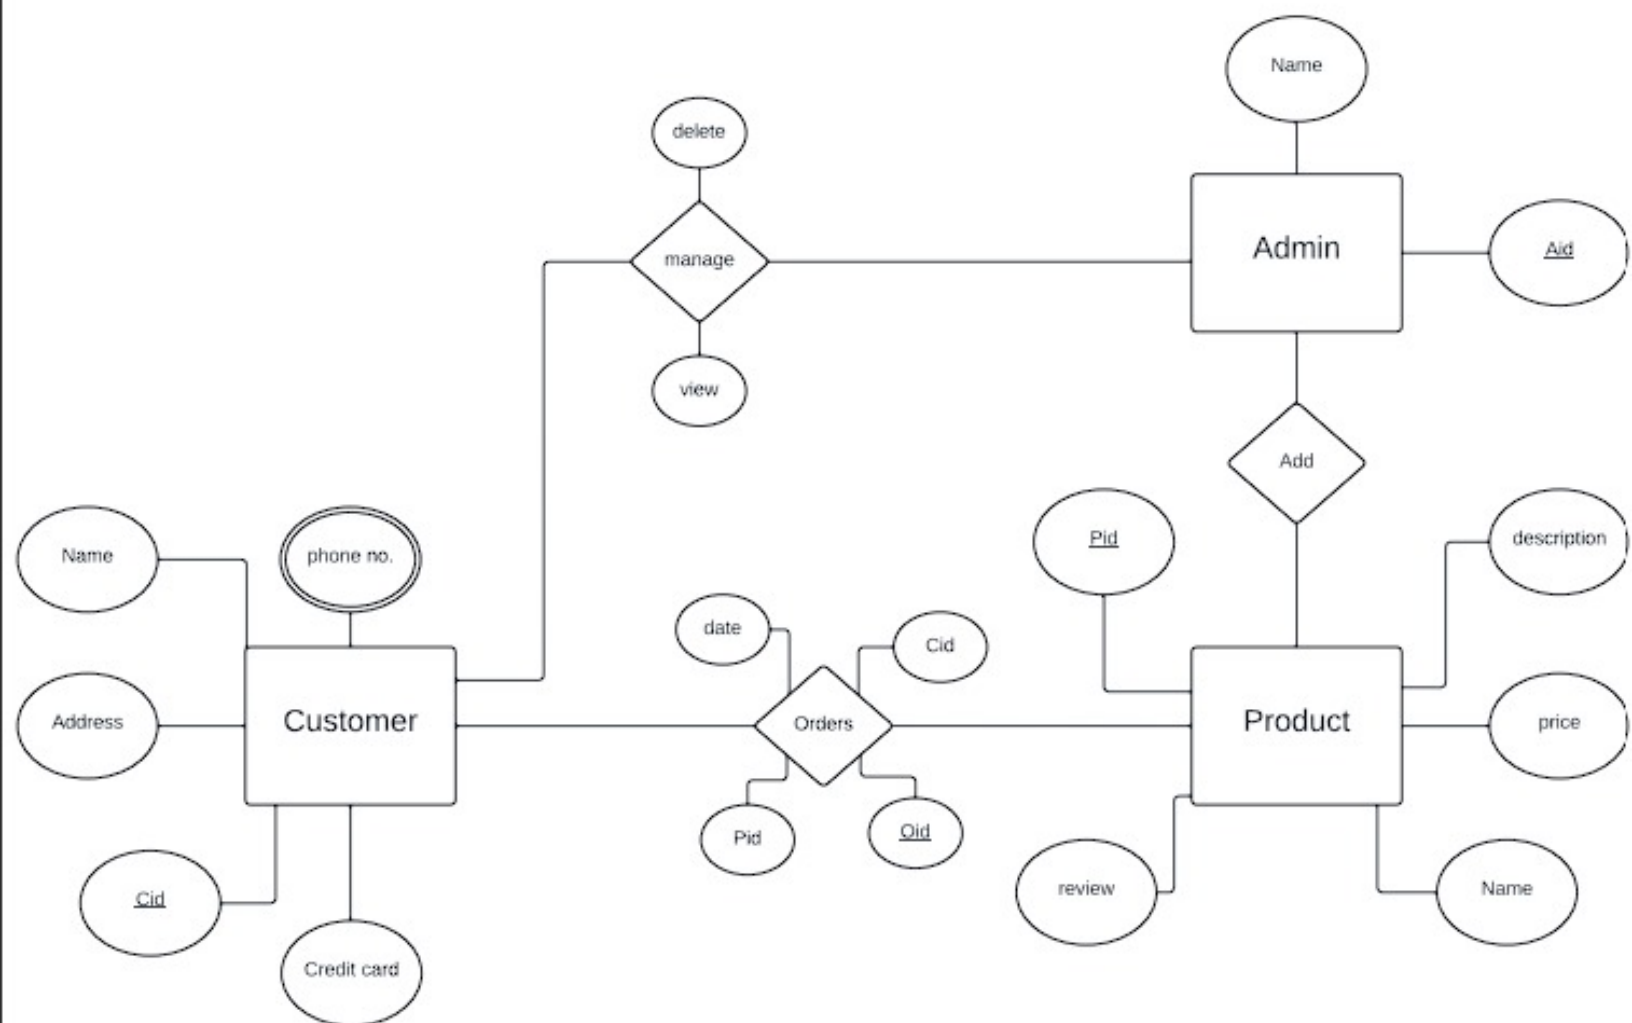 Name
delete
manage
Admin
Aid
view
Add
Pid
description
Name
phone no.
date
Cid
Customer
Address
Orders
Product
price
Pid
Oid
review
Name
Cid
Credit card